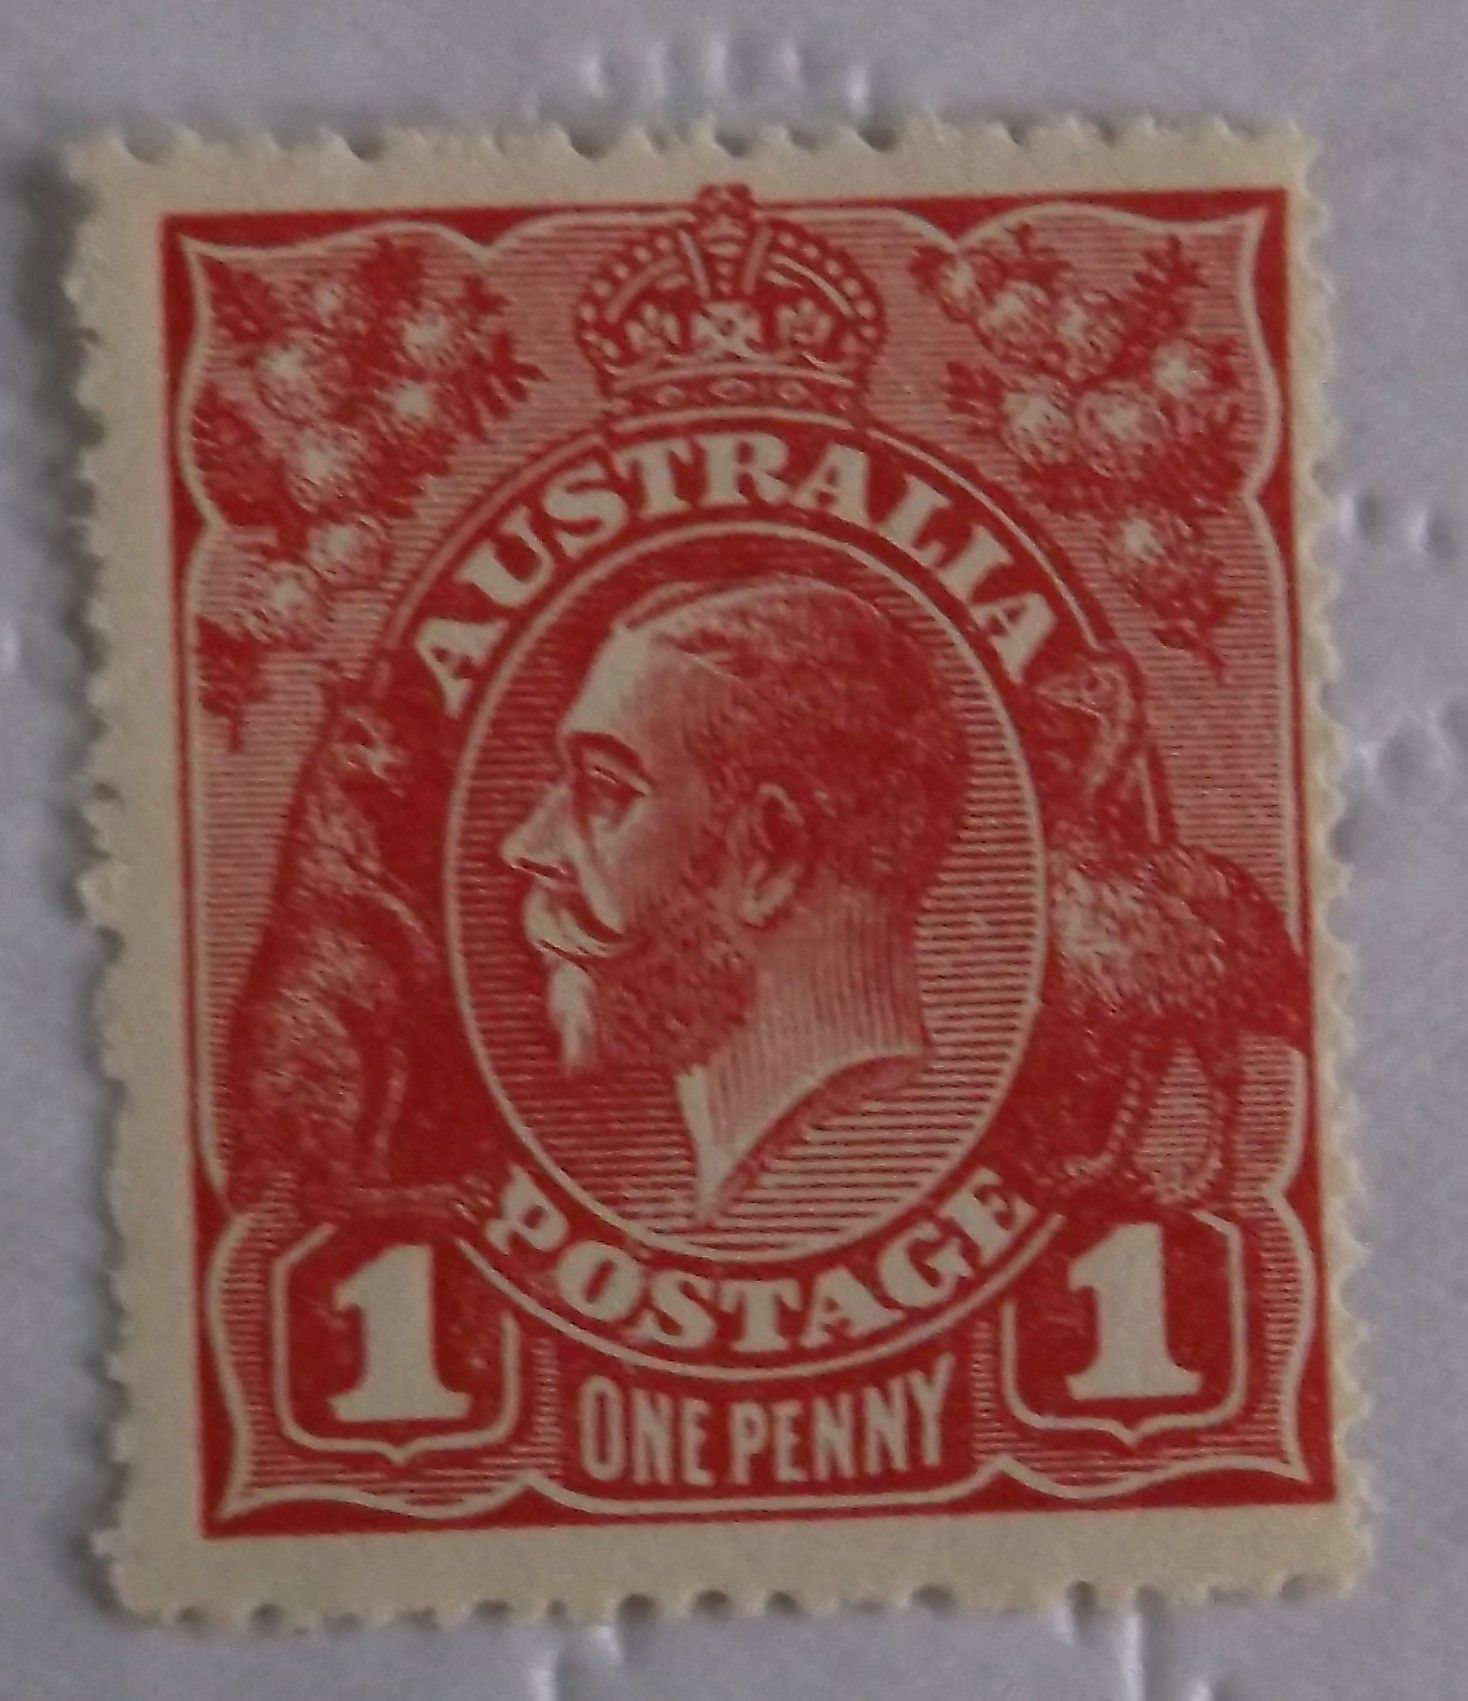 AUSTRALIA
POSTAGE
1 1
ONE PENNY